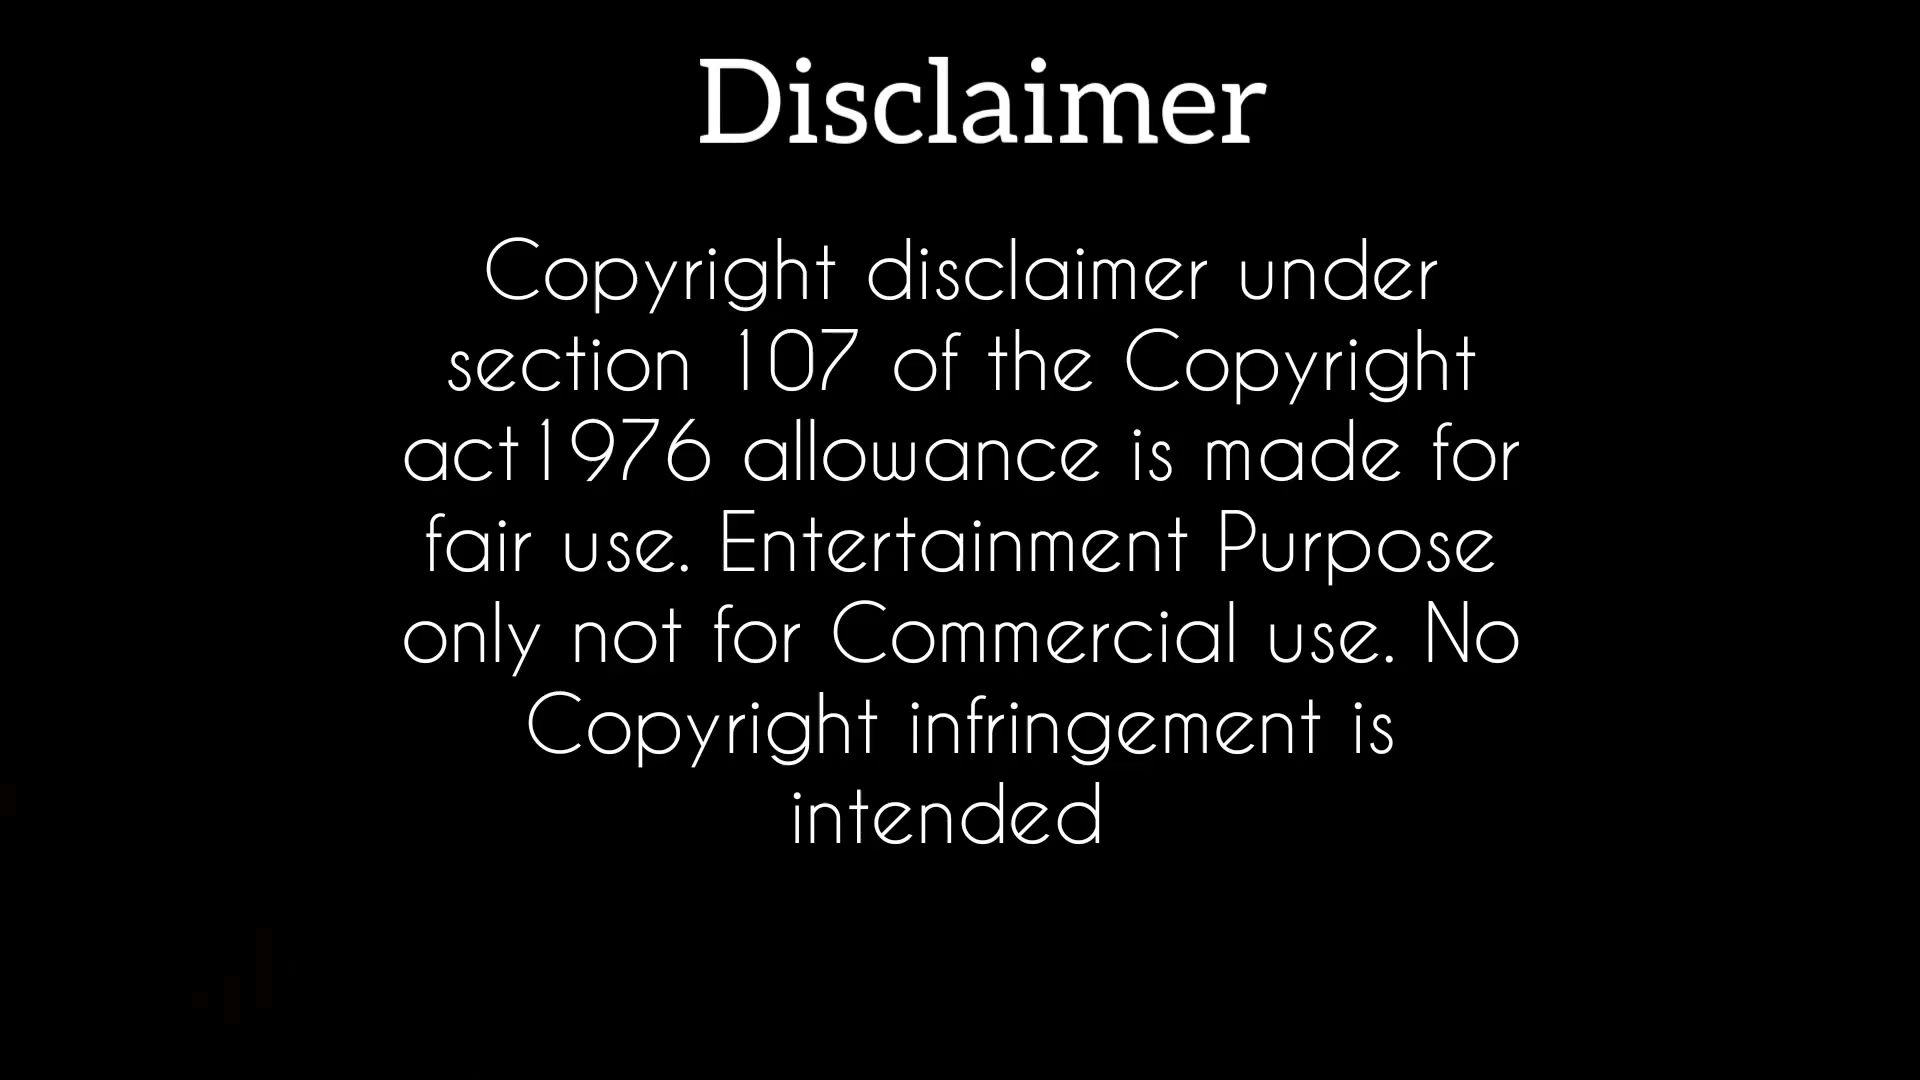 Disclaimer
Copyright disclaimer under
section 107 of the Copyright
act1976 allowance is made for
fair use. Entertainment Purpose
only not for Commercial use. No
Copyright infringement is
intended